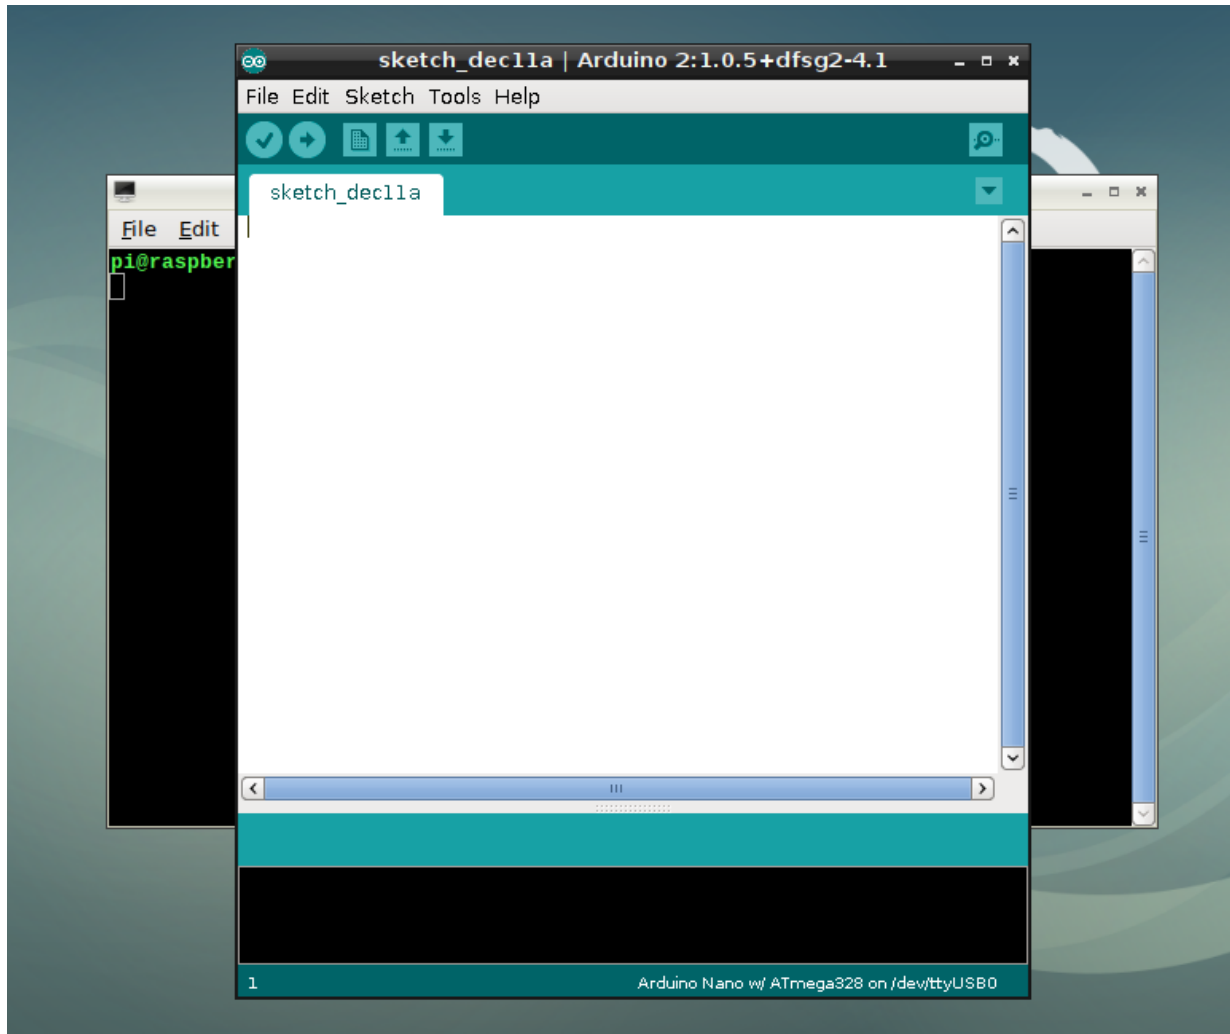 sketch_dec11a | Arduino 2:1.0.5+dfsg2-4.1
File Edit Sketch Tools Help
sketch_dec11a
File Edit
pi@raspber
1
Arduino Nano w/ ATmega328 on /dev/ttyUSB0